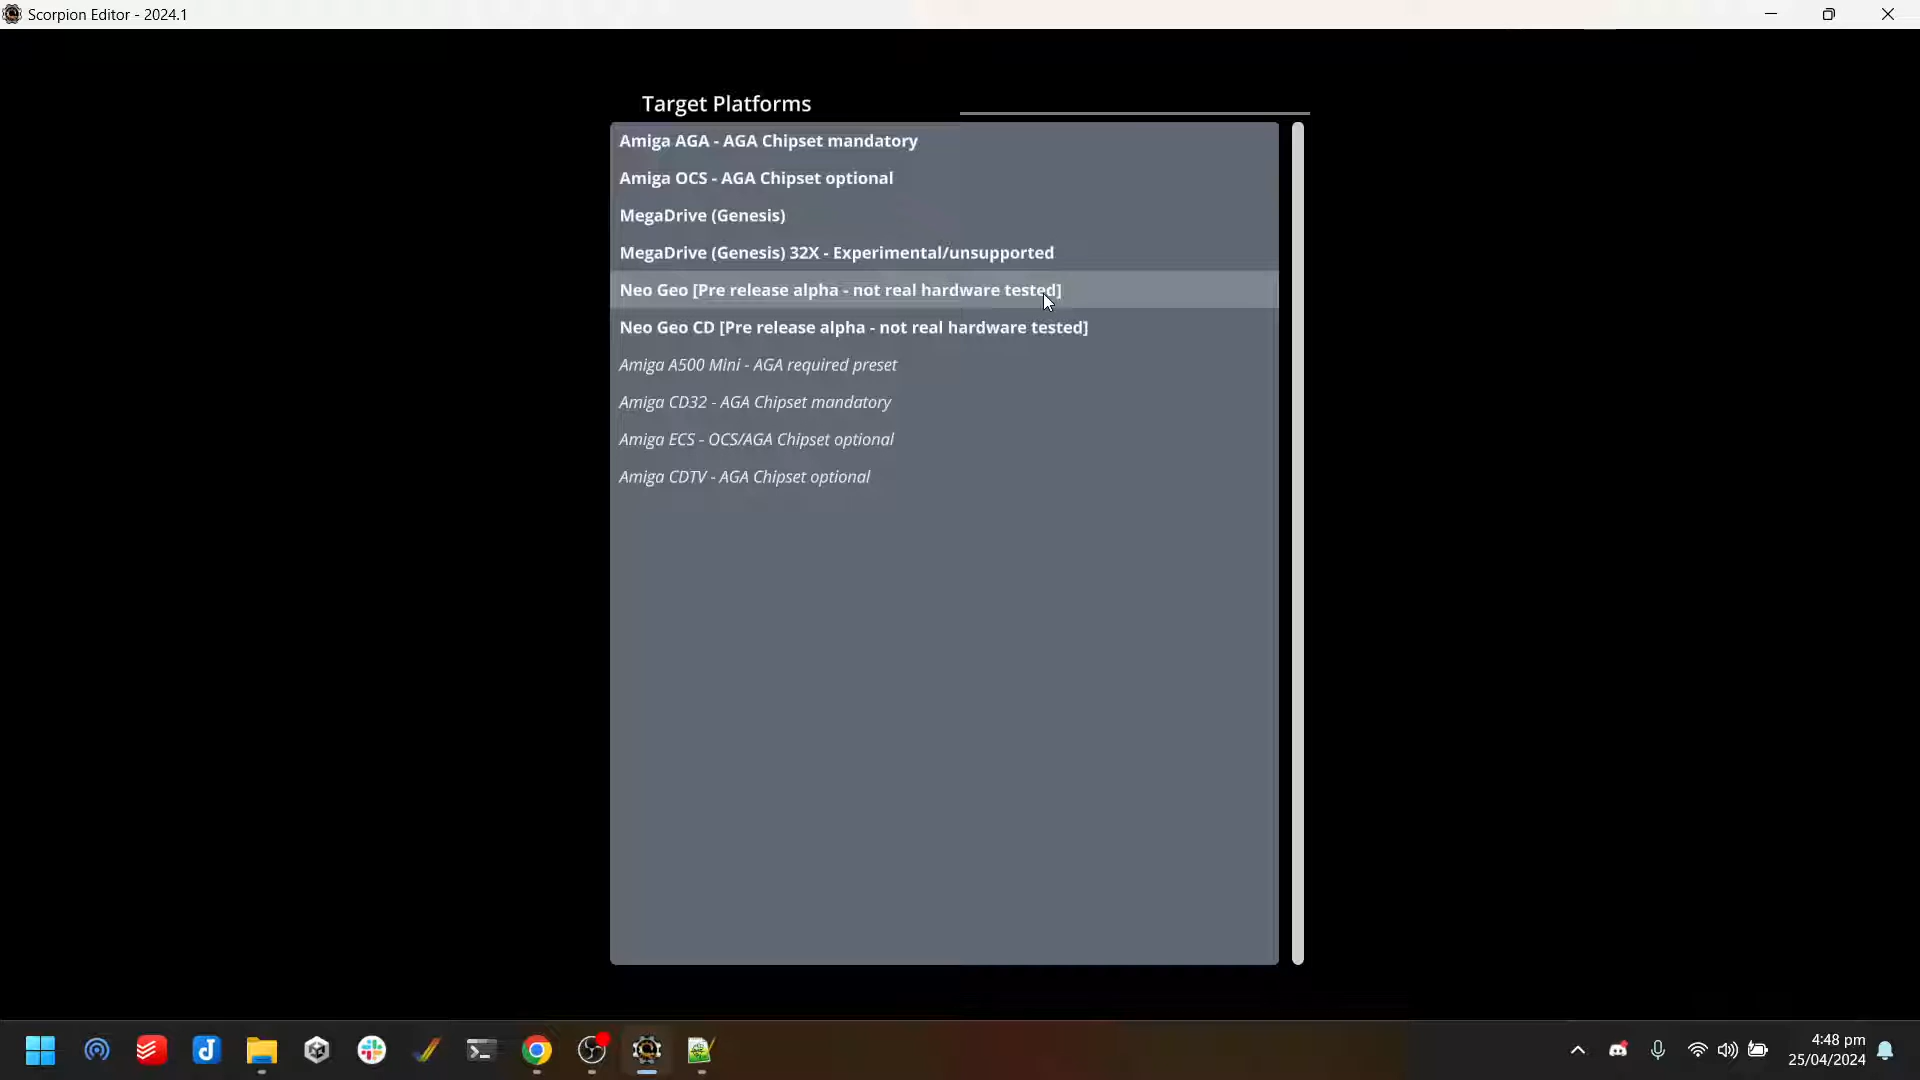 Scorpion Editor - 2024.1
Target Platforms
Amiga AGA - AGA Chipset mandatory
Amiga OCS - AGA Chipset optional
MegaDrive (Genesis)
MegaDrive (Genesis) 32X - Experimental/unsupported
Neo Geo [Pre release alpha - not real hardware tested]
Neo Geo CD [Pre release alpha - not real hardware tested]
Amiga A500 Mini - AGA required preset
Amiga CD32 - AGA Chipset mandatory
Amiga ECS - OCS/AGA Chipset optional
Amiga CDTV - AGA Chipset optional
4:48 pm
25/04/2024